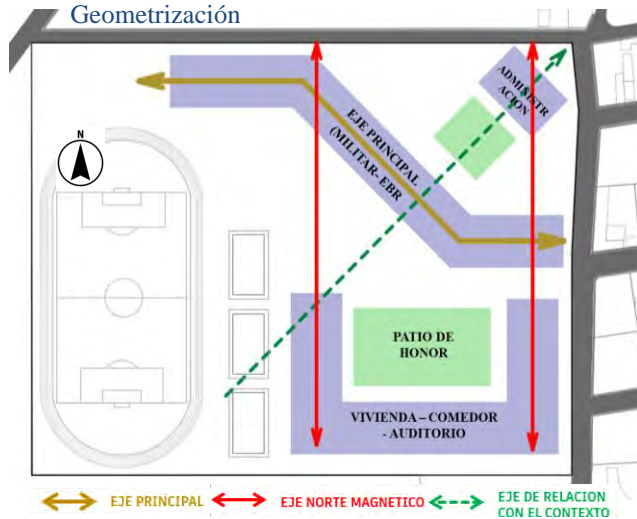 Geometrización
N
ADMINISTR
ACION
EJE PRINCIPAL
(MILITAR- EBR
PATIO DE
HONOR
VIVIENDA – COMEDOR
- AUDITORIO
EJE PRINCIPAL
EJE NORTE MAGNETICO
EJE DE RELACION
CON EL CONTEXTO